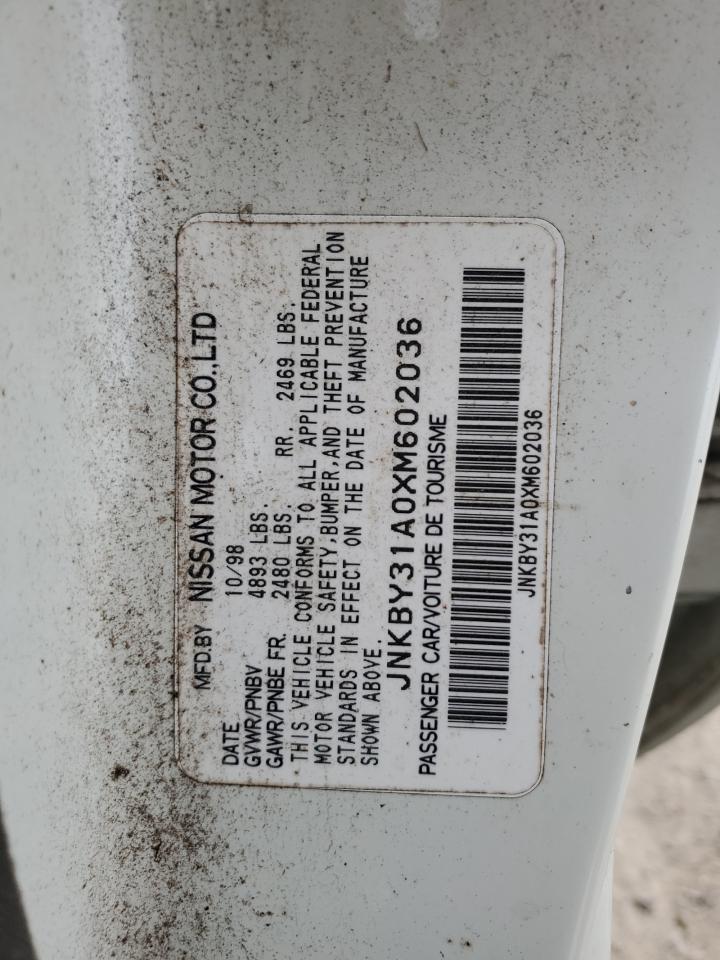 MFD.BY NISSAN MOTOR CO.,LTD
DATE 10/98
GVWR/PNBV 4893 LBS.
GAWR/PNBE FR. 2480 LBS. RR. 2469 LBS.
THIS VEHICLE CONFORMS TO ALL APPLICABLE FEDERAL
MOTOR VEHICLE SAFETY,BUMPER,AND THEFT PREVENTION
STANDARDS IN EFFECT ON THE DATE OF MANUFACTURE
SHOWN ABOVE.
JNKBY31A0XM602036
PASSENGER CAR/VOITURE DE TOURISME
JNKBY31A0XM602036